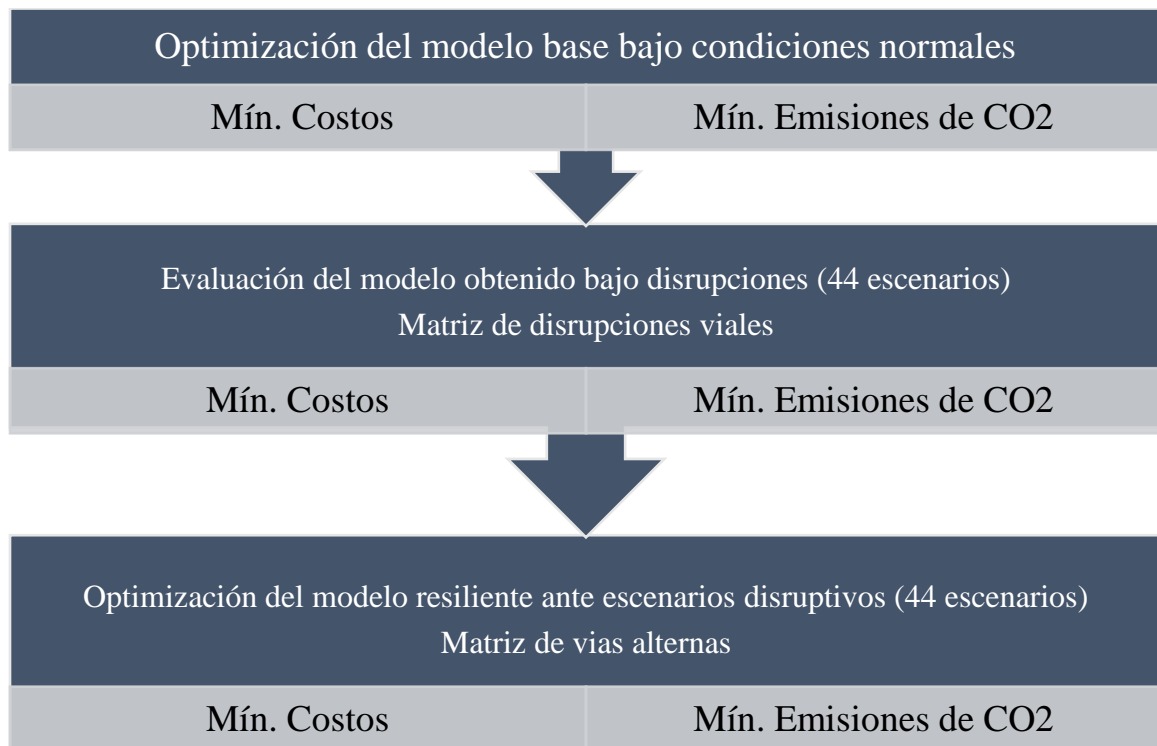 Optimización del modelo base bajo condiciones normales
Mín. Costos
Mín. Emisiones de CO2
Evaluación del modelo obtenido bajo disrupciones (44 escenarios)
Matriz de disrupciones viales
Mín. Costos
Mín. Emisiones de CO2
Optimización del modelo resiliente ante escenarios disruptivos (44 escenarios)
Matriz de vias alternas
Mín. Costos
Mín. Emisiones de CO2